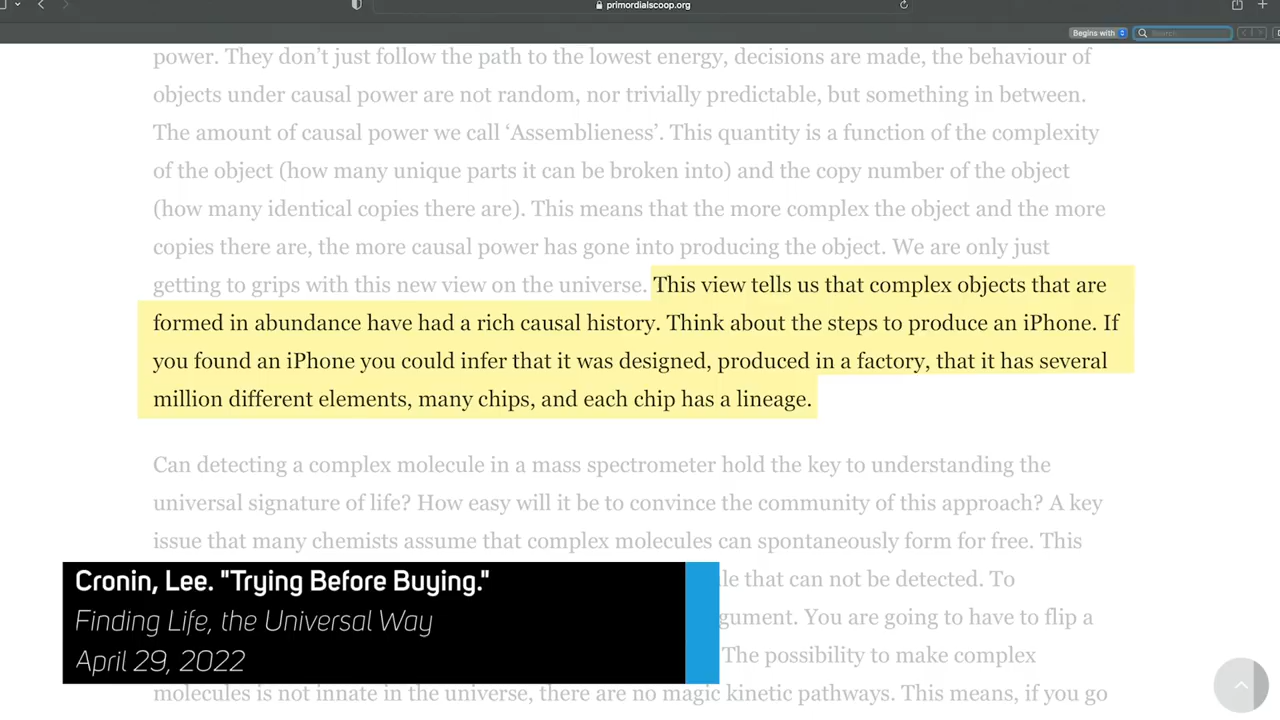 primordialscoop.org
Begins with
Search
power. They don’t just follow the path to the lowest energy, decisions are made, the behaviour of
objects under causal power are not random, nor trivially predictable, but something in between.
The amount of causal power we call ‘Assemblieness’. This quantity is a function of the complexity
of the object (how many unique parts it can be broken into) and the copy number of the object
(how many identical copies there are). This means that the more complex the object and the more
copies there are, the more causal power has gone into producing the object. We are only just
getting to grips with this new view on the universe. This view tells us that complex objects that are
formed in abundance have had a rich causal history. Think about the steps to produce an iPhone. If
you found an iPhone you could infer that it was designed, produced in a factory, that it has several
million different elements, many chips, and each chip has a lineage.
Can detecting a complex molecule in a mass spectrometer hold the key to understanding the
universal signature of life? How easy will it be to convince the community of this approach? A key
issue that many chemists assume that complex molecules can spontaneously form for free. This
that can not be detected. To
You are going to have to flip a
The possibility to make complex
molecules is not innate in the universe, there are no magic kinetic pathways. This means, if you go
Cronin, Lee. "Trying Before Buying."
Finding Life, the Universal Way
April 29, 2022